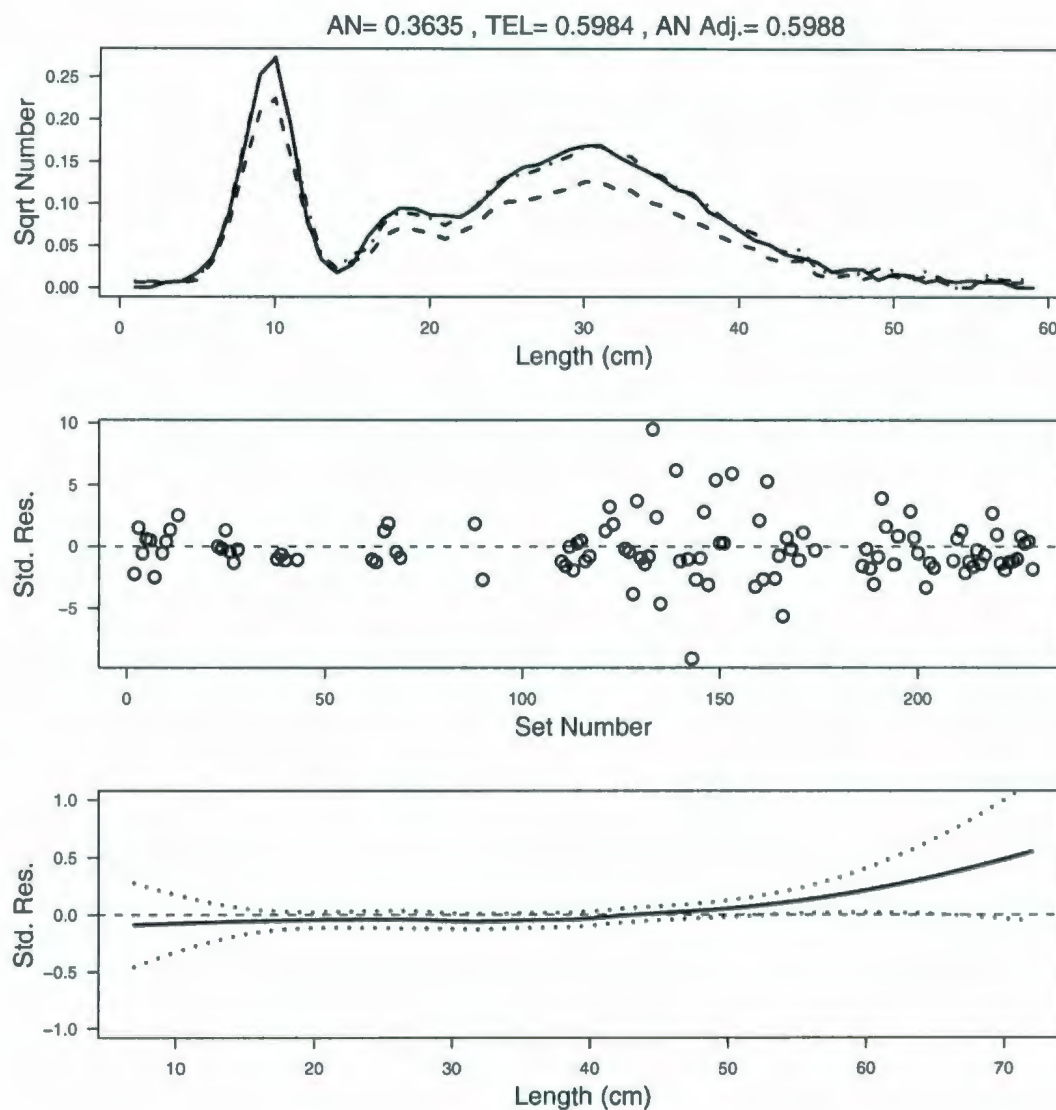 AN= 0.3635 , TEL= 0.5984 , AN Adj.= 0.5988
Sqrt Number
0.25
0.20
0.15
0.10
0.05
0.00
0 10 20 30 40 50 60
Length (cm)
Std. Res.
10
5
0
−5
0 50 100 150 200
Set Number
Std. Res.
1.0
0.5
0.0
−0.5
−1.0
10 20 30 40 50 60 70
Length (cm)